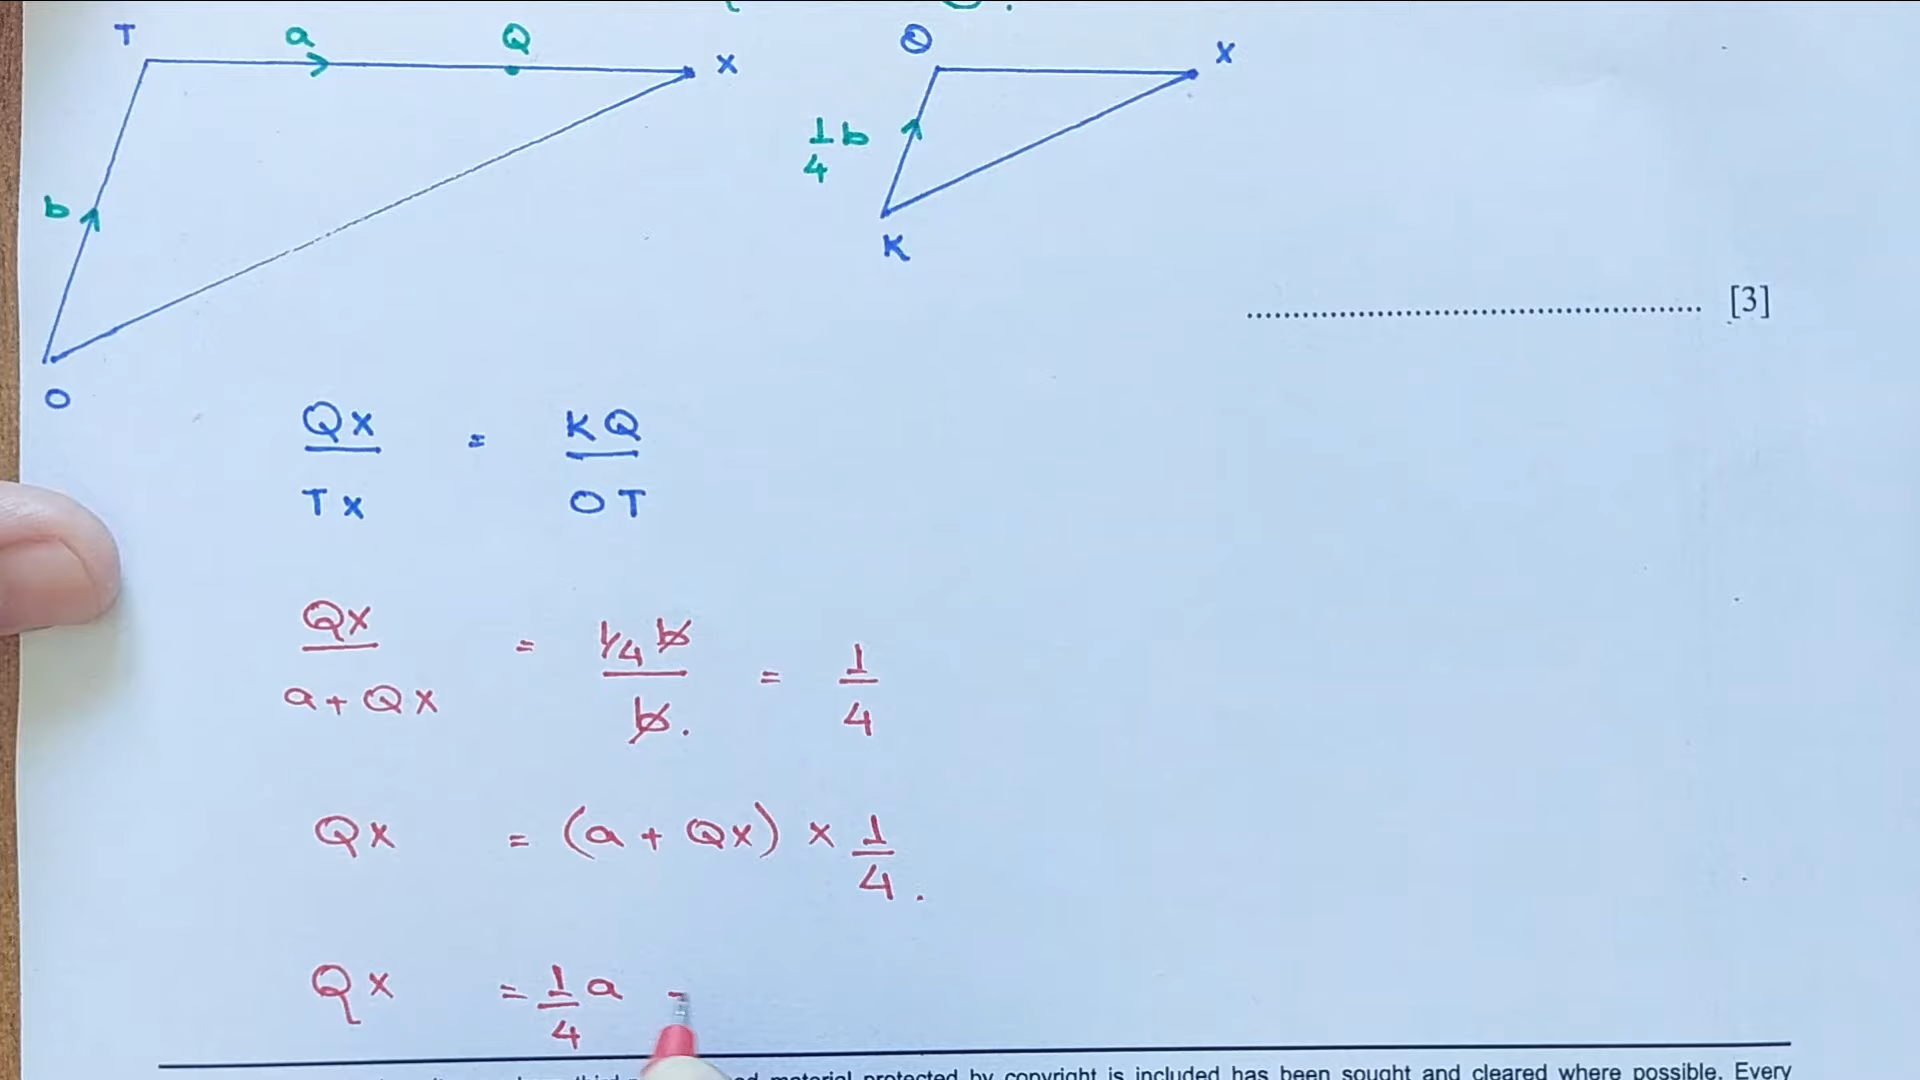 T a Q X
Q X
1/4 b
b
K
O
[3]
QX = KQ
TX OT
QX = 1/4 b = 1
a + QX b. 4
QX = (a + QX) × 1/4.
QX = 1/4 a -
material protected by copyright is included has been sought and cleared where possible. Every